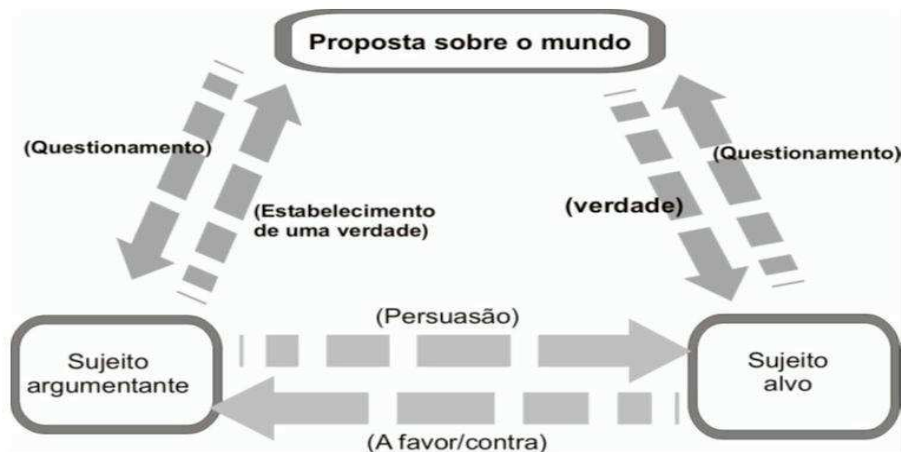 Proposta sobre o mundo
(Questionamento)
(Estabelecimento
de uma verdade)
(verdade)
(Questionamento)
(Persuasão)
Sujeito
argumentante
Sujeito
alvo
(A favor/contra)